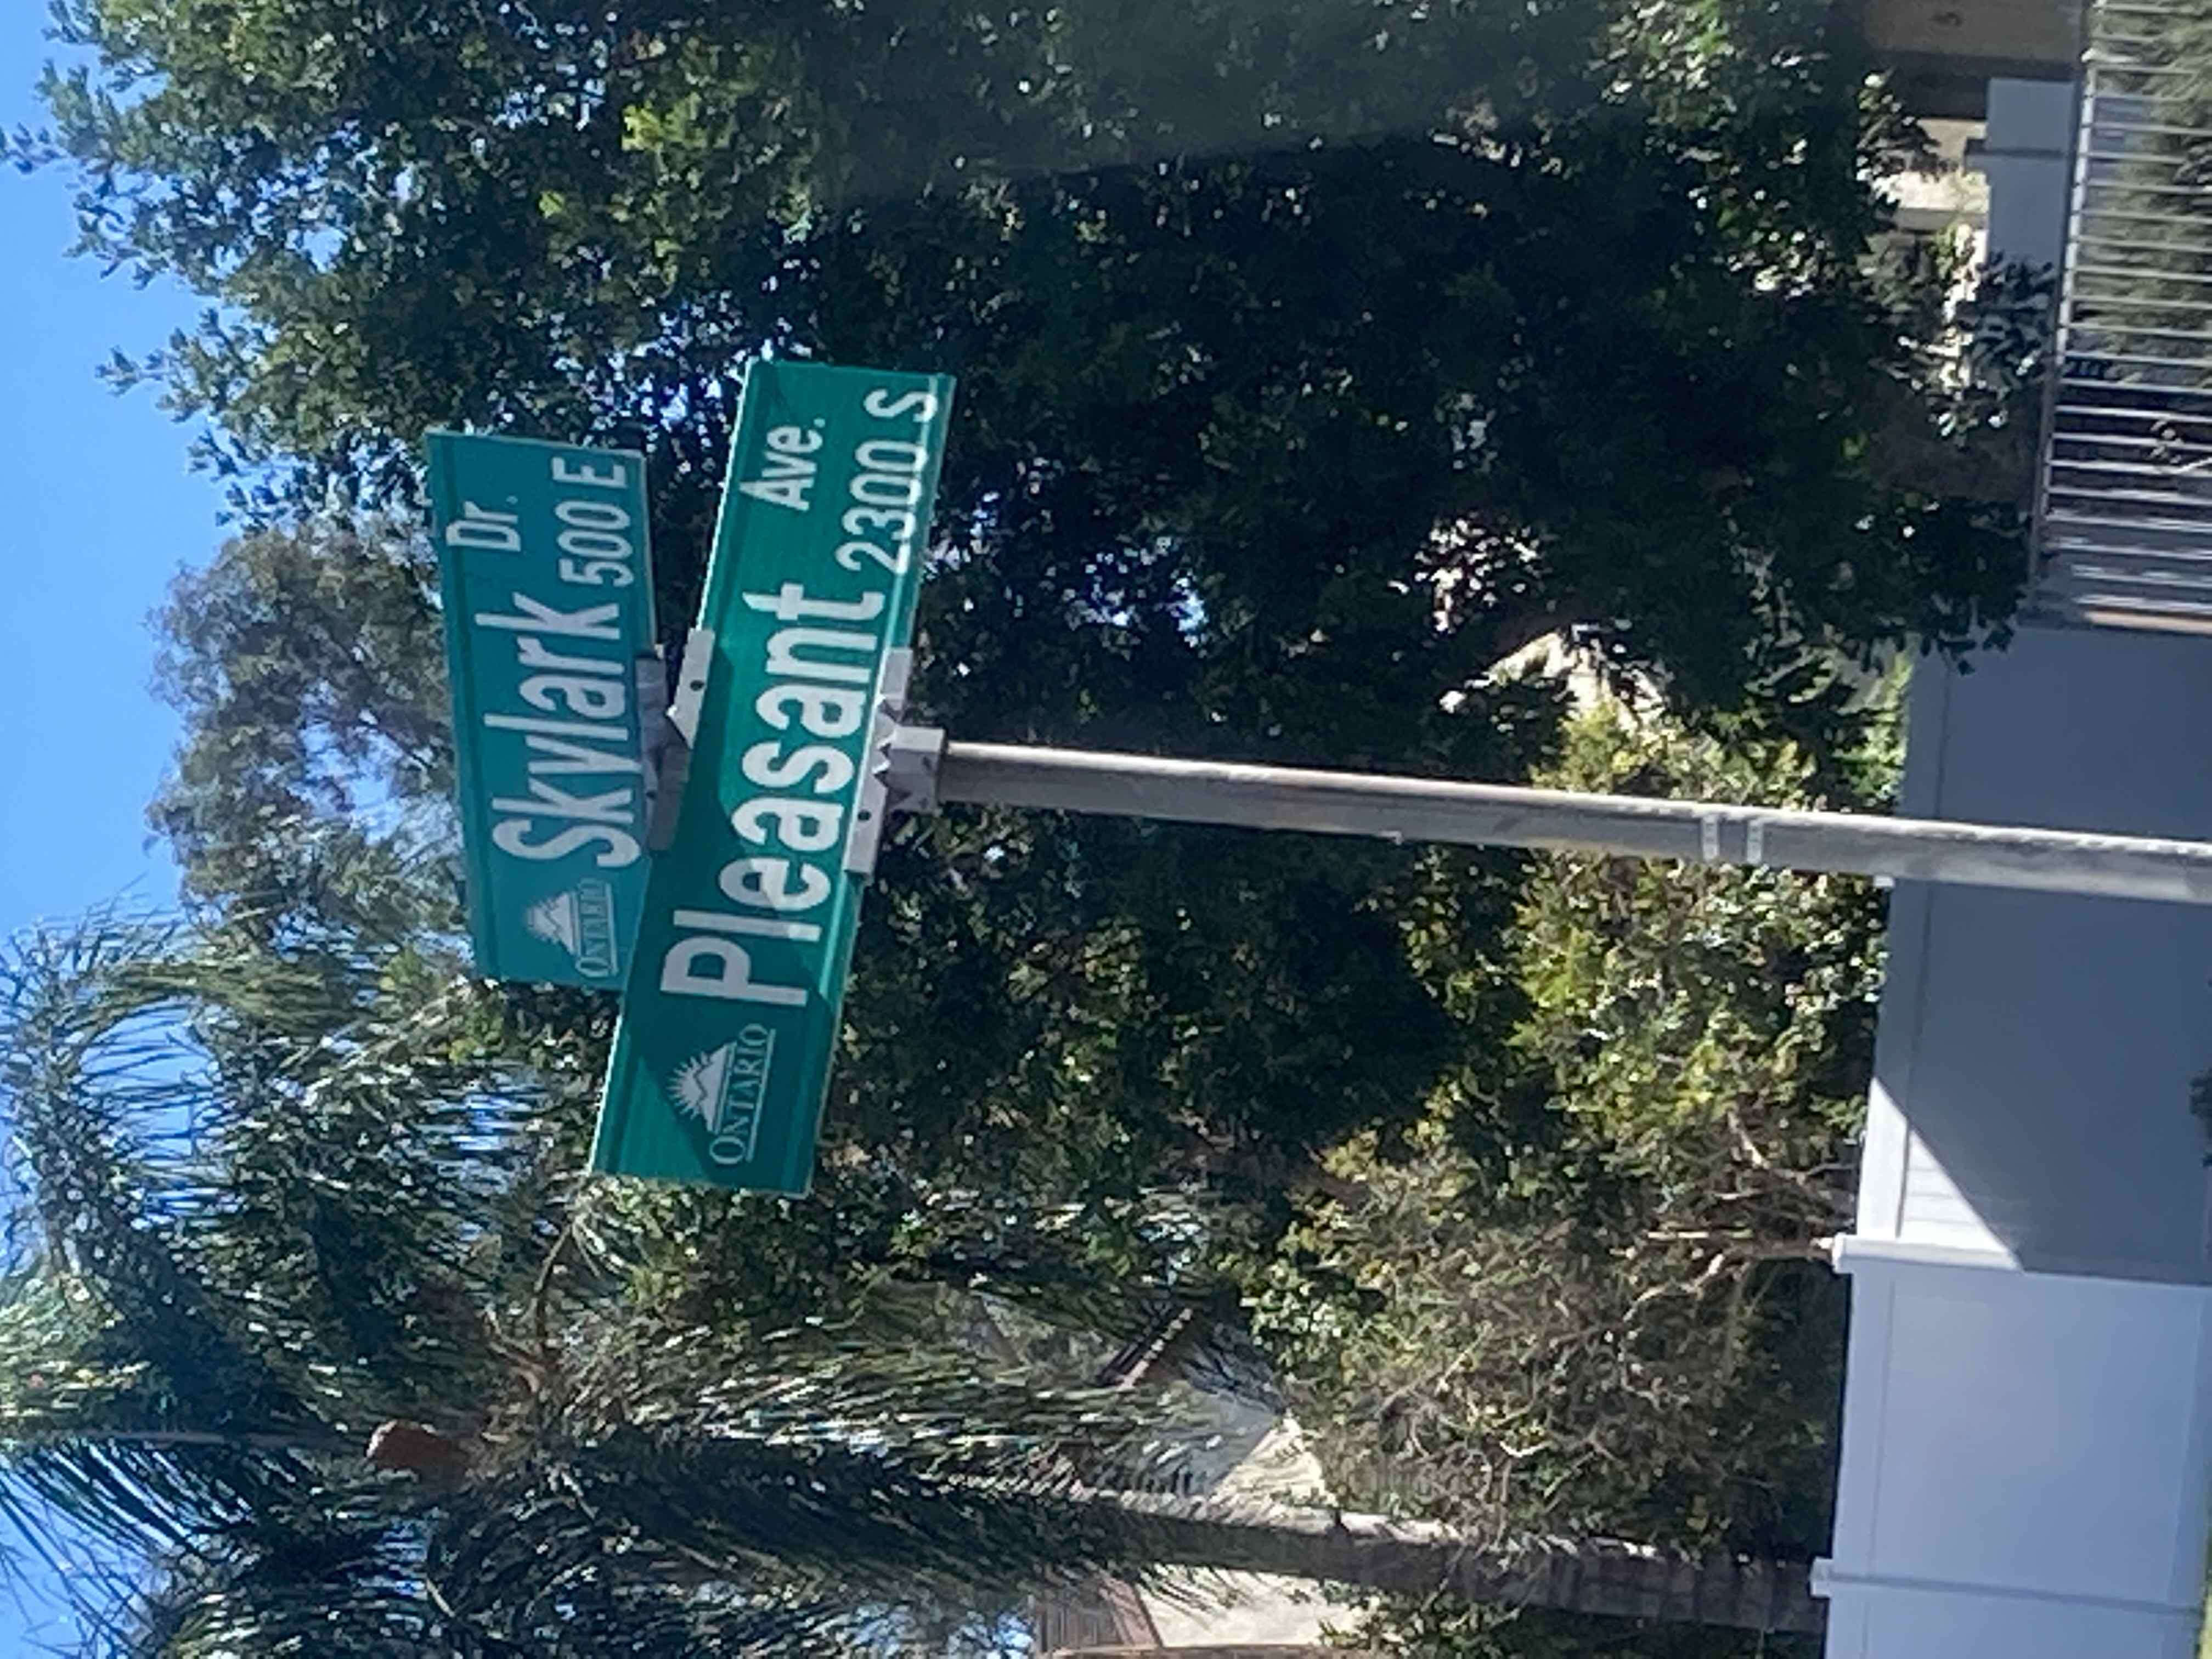 Skylark Dr.
500 E
ONTARIO
Pleasant Ave.
2300 S
ONTARIO